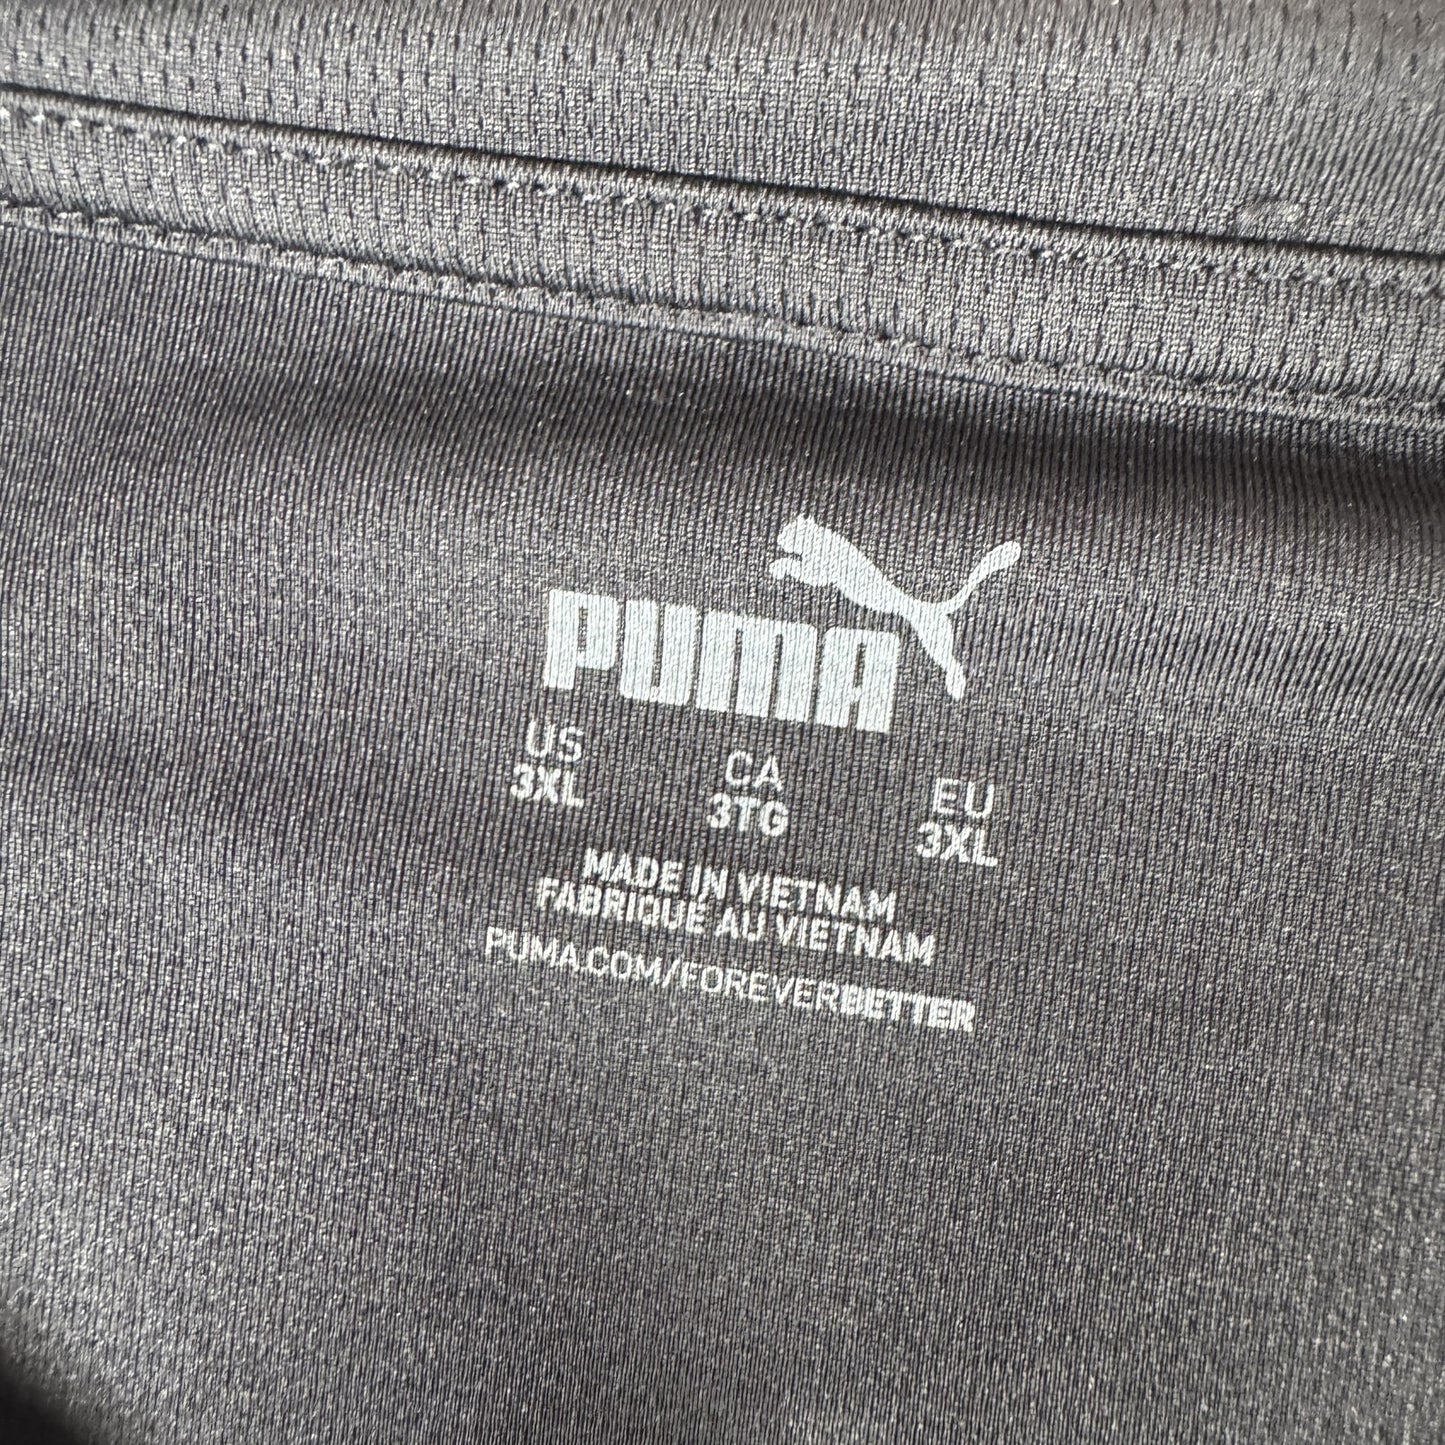 PUMA
US CA EU
3XL 3TG 3XL
MADE IN VIETNAM
FABRIQUÉ AU VIETNAM
PUMA.COM/FOREVERBETTER